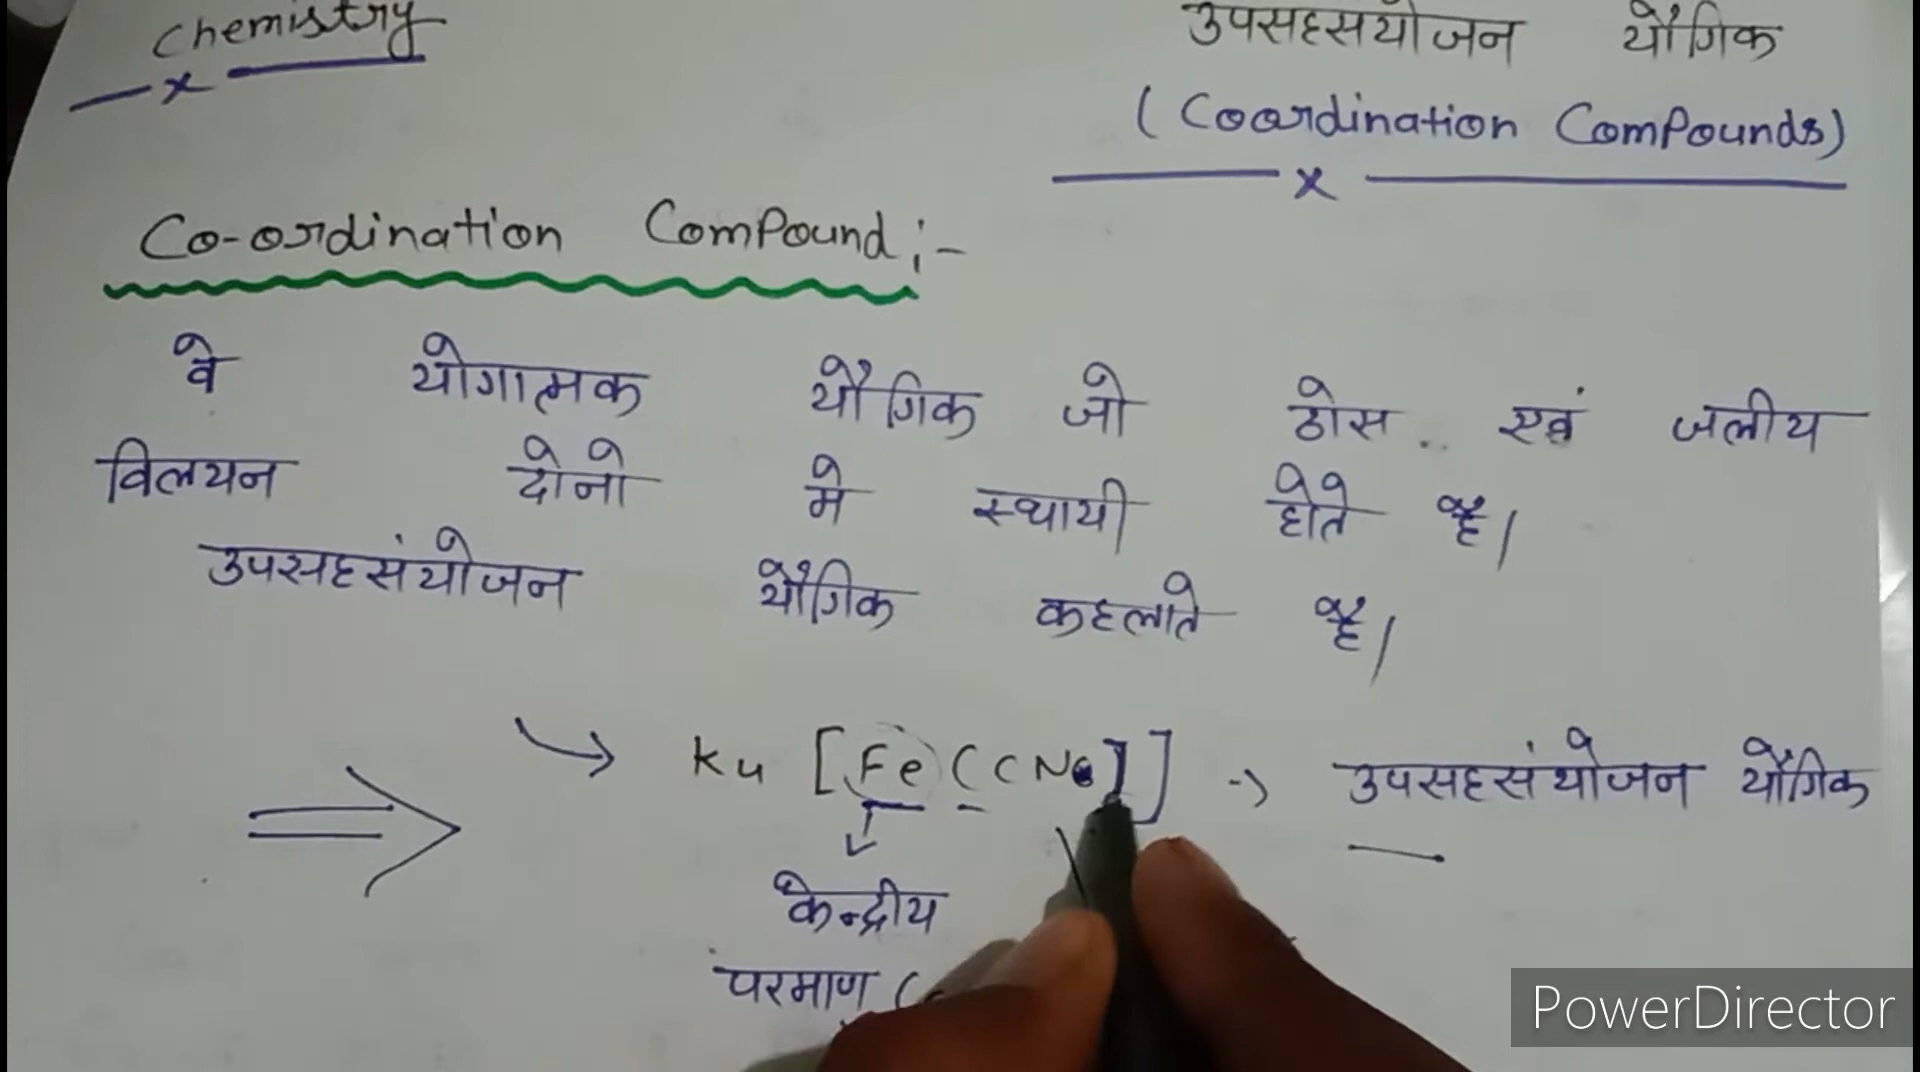 Chemistry
उपसहसंयोजन यौगिक
(Coordination Compounds)
Co-ordination Compound :-
वे योगात्मक यौगिक जो ठोस एवं जलीय
विलयन दोनो मे स्थायी होते है।
उपसहसंयोजन यौगिक कहलाते है।
K4 [Fe(CN6)] → उपसहसंयोजन यौगिक
केन्द्रीय
परमाणु (
PowerDirector